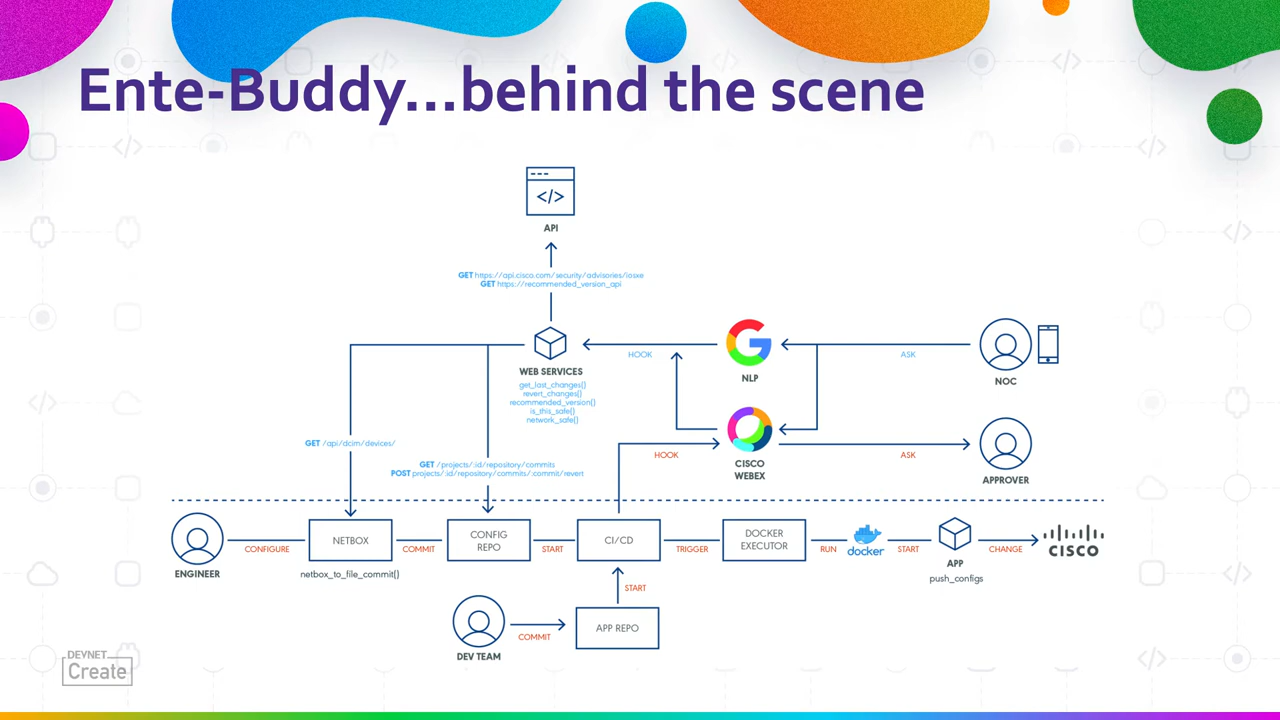 Ente-Buddy...behind the scene
</>
API
GET https://api.cisco.com/security/advisories/iosxe
GET https://recommended_version_api
HOOK
ASK
WEB SERVICES
get_last_changes()
revert_changes()
recommended_version()
is_this_safe()
network_safe()
NLP
NOC
GET /api/dcim/devices/
GET /projects/:id/repository/commits
POST projects/:id/repository/commits/:commit/revert
HOOK
CISCO
WEBEX
ASK
APPROVER
ENGINEER
CONFIGURE
NETBOX
netbox_to_file_commit()
COMMIT
CONFIG
REPO
START
CI/CD
TRIGGER
DOCKER
EXECUTOR
RUN
docker
START
APP
push_configs
CHANGE
CISCO
START
DEV TEAM
COMMIT
APP REPO
DEVNET
Create